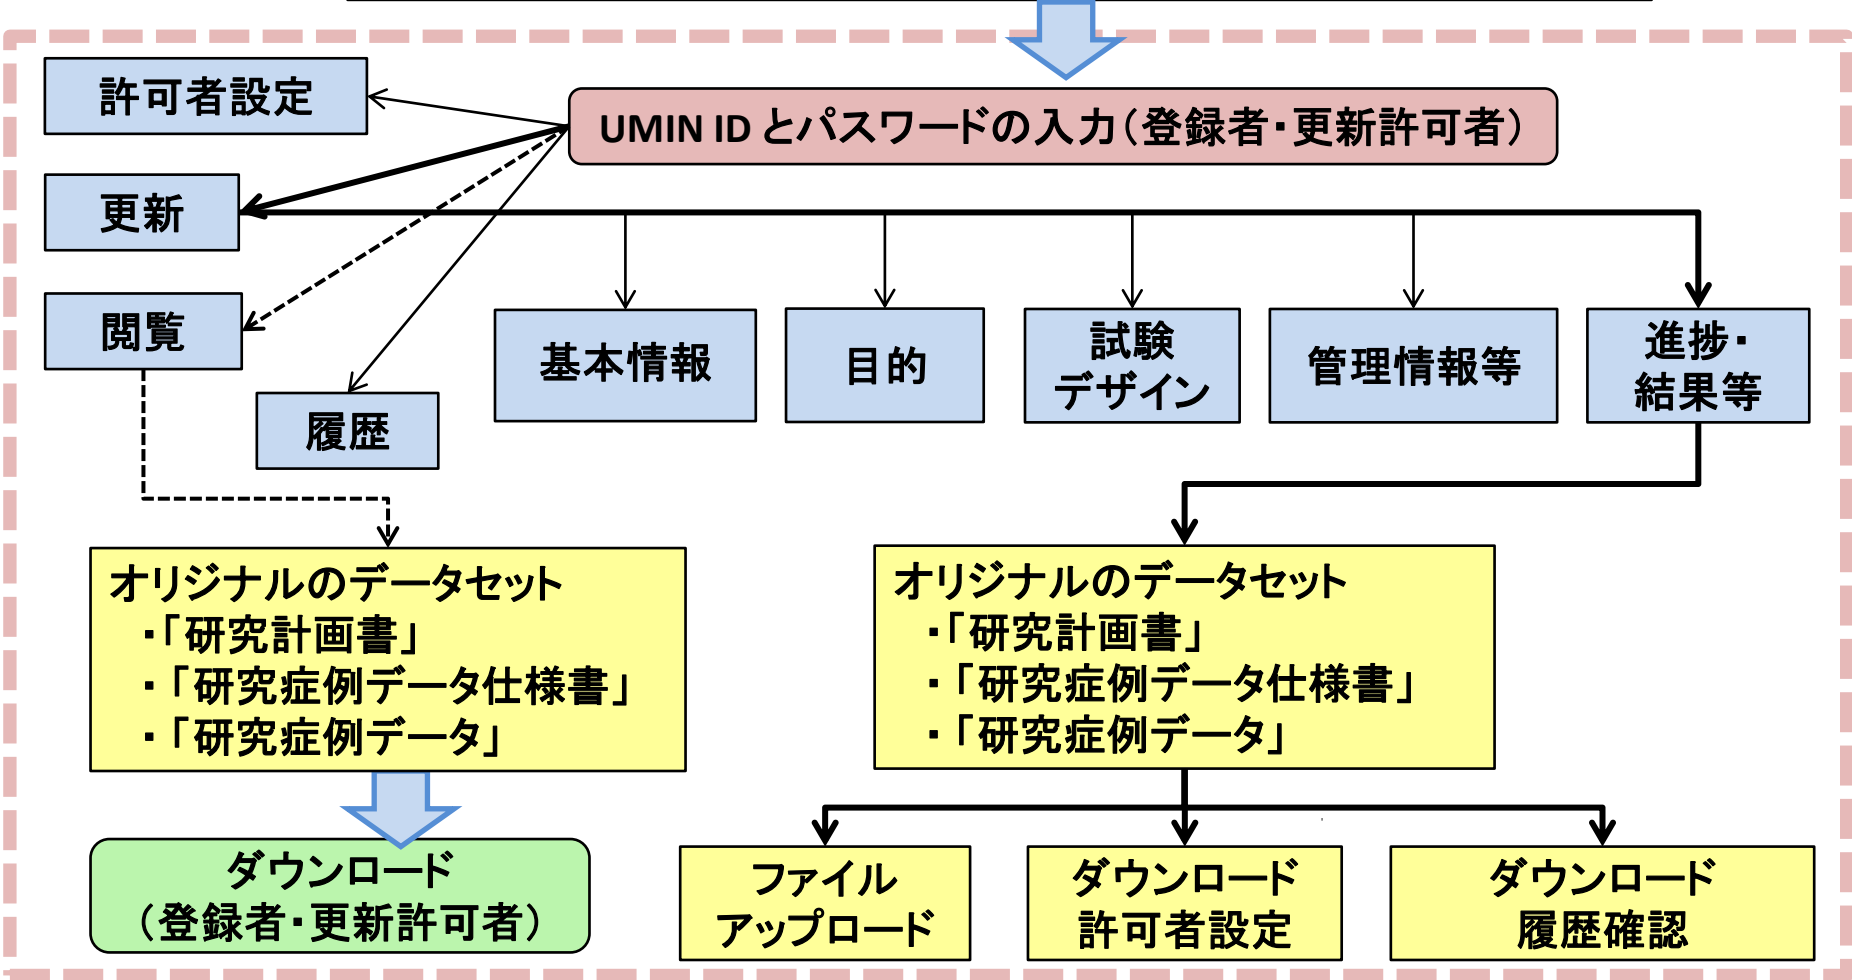 許可者設定
UMIN ID とパスワードの入力（登録者・更新許可者）
更新
閲覧
履歴
基本情報
目的
試験
デザイン
管理情報等
進捗・
結果等
オリジナルのデータセット
・「研究計画書」
・「研究症例データ仕様書」
・「研究症例データ」
オリジナルのデータセット
・「研究計画書」
・「研究症例データ仕様書」
・「研究症例データ」
ダウンロード
（登録者・更新許可者）
ファイル
アップロード
ダウンロード
許可者設定
ダウンロード
履歴確認